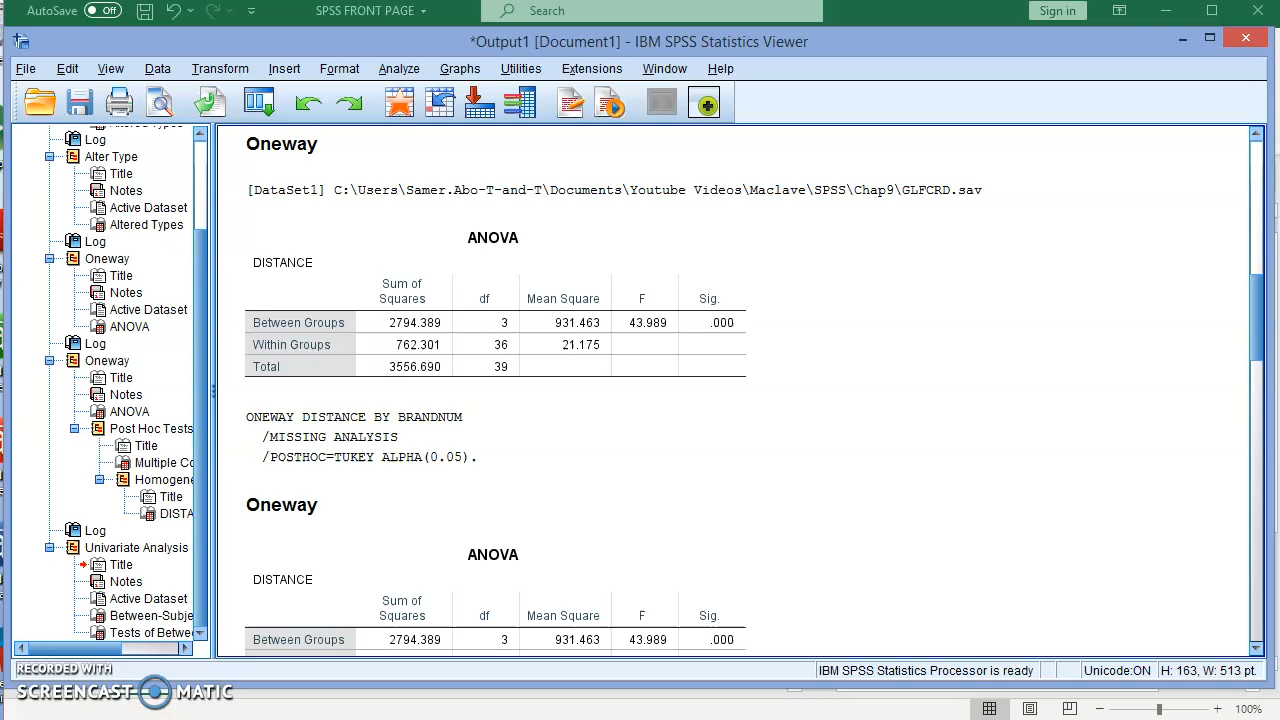 AutoSave Off SPSS FRONT PAGE Search Sign in
*Output1 [Document1] - IBM SPSS Statistics Viewer
File Edit View Data Transform Insert Format Analyze Graphs Utilities Extensions Window Help
Altered Types
Log
Alter Type
Title
Notes
Active Dataset
Altered Types
Log
Oneway
Title
Notes
Active Dataset
ANOVA
Log
Oneway
Title
Notes
ANOVA
Post Hoc Tests
Title
Multiple Co
Homogene
Title
DISTA
Log
Univariate Analysis
Title
Notes
Active Dataset
Between-Subje
Tests of Betwe
Oneway
[DataSet1] C:\Users\Samer.Abo-T-and-T\Documents\Youtube Videos\Maclave\SPSS\Chap9\GLFCRD.sav
ANOVA
DISTANCE
Sum of
Squares df Mean Square F Sig.
Between Groups 2794.389 3 931.463 43.989 .000
Within Groups 762.301 36 21.175
Total 3556.690 39
ONEWAY DISTANCE BY BRANDNUM
/MISSING ANALYSIS
/POSTHOC=TUKEY ALPHA(0.05).
Oneway
ANOVA
DISTANCE
Sum of
Squares df Mean Square F Sig.
Between Groups 2794.389 3 931.463 43.989 .000
IBM SPSS Statistics Processor is ready Unicode:ON H: 163, W: 513 pt.
RECORDED WITH
SCREENCAST MATIC
100%